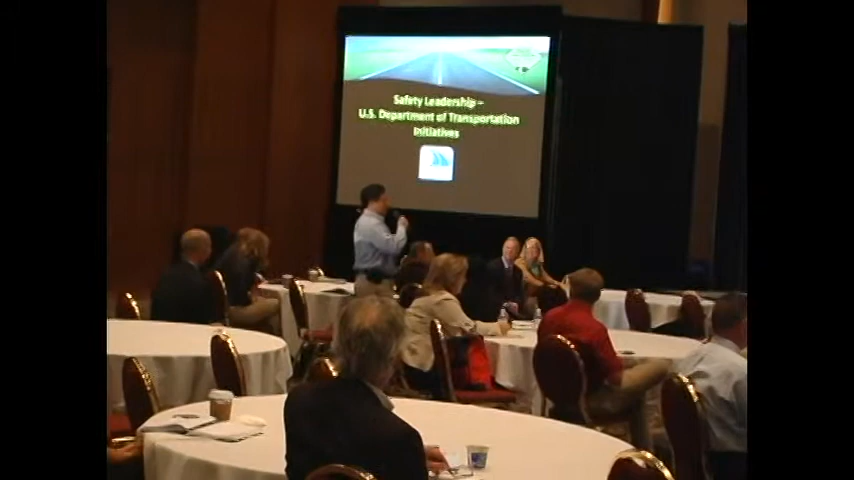 Safety Leadership –
U.S. Department of Transportation
Initiatives